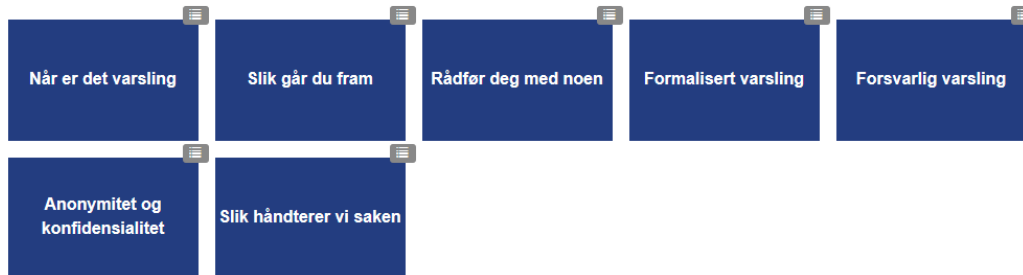 Når er det varsling
Slik går du fram
Rådfør deg med noen
Formalisert varsling
Forsvarlig varsling
Anonymitet og
konfidensialitet
Slik håndterer vi saken